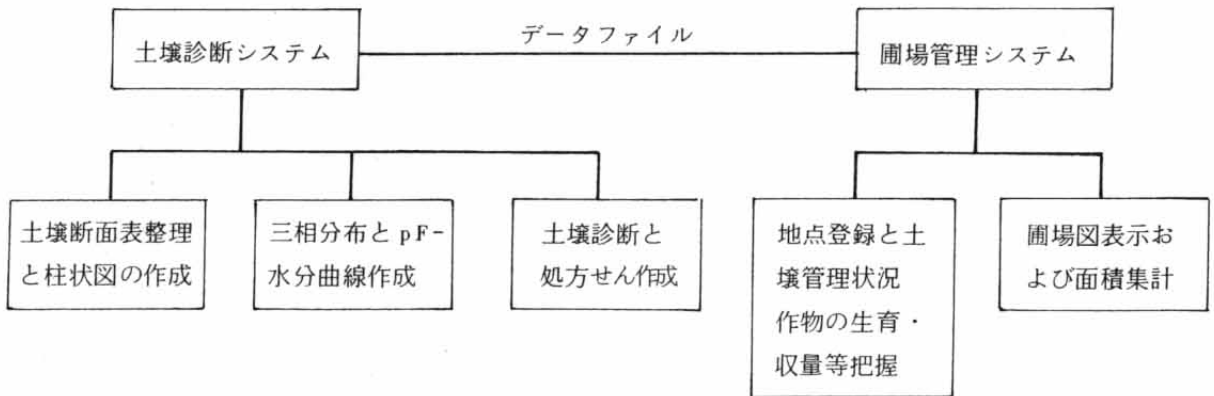 データファイル
土壌診断システム
圃場管理システム
土壌断面表整理
と柱状図の作成
三相分布とpF-
水分曲線作成
土壌診断と
処方せん作成
地点登録と土
壌管理状況
作物の生育・
収量等把握
圃場図表示お
よび面積集計